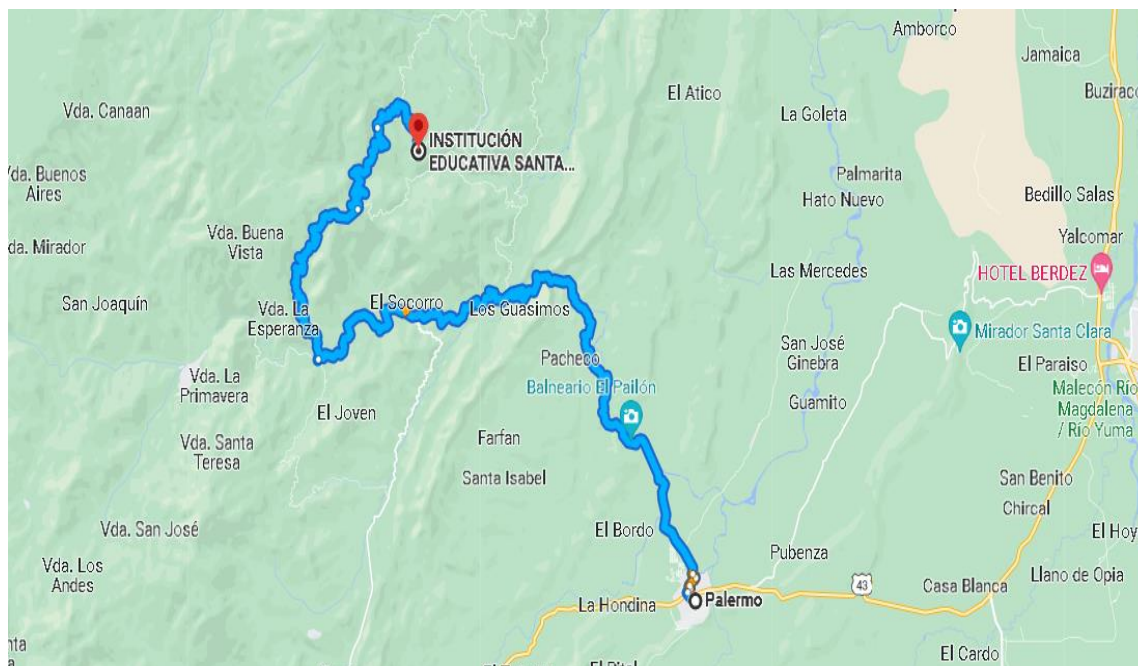 Amborco
Jamaica
Buziraco
El Atico
Vda. Canaan
La Goleta
INSTITUCIÓN
EDUCATIVA SANTA...
Vda. Buenos
Aires
Palmarita
Hato Nuevo
Bedillo Salas
Yalcomar
Vda. Buena
Vista
da. Mirador
HOTEL BERDEZ
Las Mercedes
San Joaquín
El Socorro
Los Guasimos
Vda. La
Esperanza
Mirador Santa Clara
San José
Ginebra
Pacheco
El Paraiso
Vda. La
Primavera
Balneario El Pailón
Malecón Río
Magdalena
/ Río Yuma
Guamito
El Joven
Farfan
Vda. Santa
Teresa
Santa Isabel
San Benito
Chircal
Vda. San José
El Bordo
El Hoy
Pubenza
Vda. Los
Andes
Llano de Opia
43
Casa Blanca
La Hondina
Palermo
El Cardo